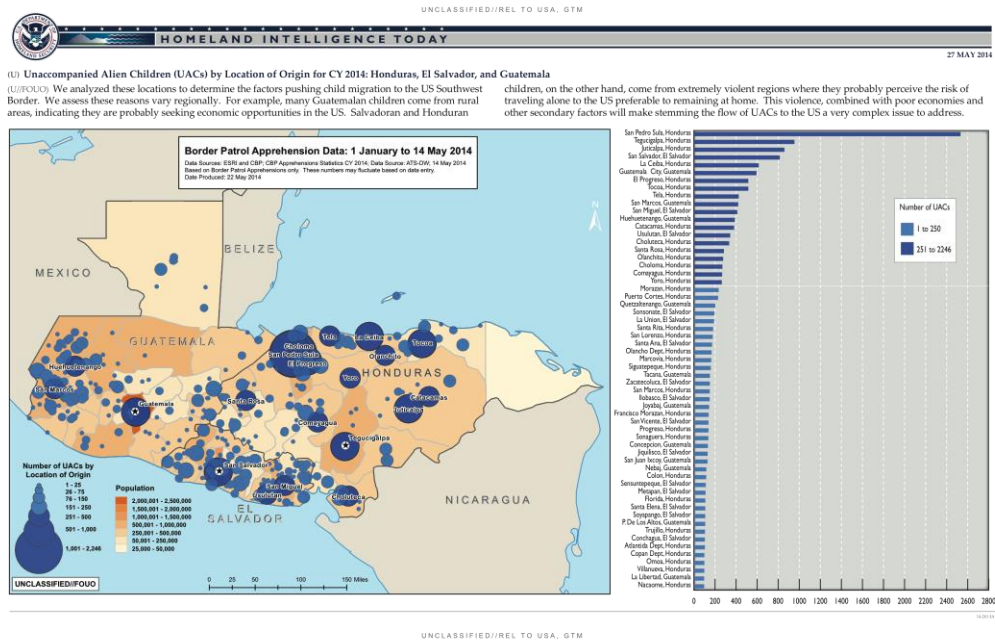 UNCLASSIFIED//REL TO USA, GTM
HOMELAND INTELLIGENCE TODAY
27 MAY 2014
(U) Unaccompanied Alien Children (UACs) by Location of Origin for CY 2014: Honduras, El Salvador, and Guatemala
(U//FOUO) We analyzed these locations to determine the factors pushing child migration to the US Southwest
Border. We assess these reasons vary regionally. For example, many Guatemalan children come from rural
areas, indicating they are probably seeking economic opportunities in the US. Salvadoran and Honduran
children, on the other hand, come from extremely violent regions where they probably perceive the risk of
traveling alone to the US preferable to remaining at home. This violence, combined with poor economies and
other secondary factors will make stemming the flow of UACs to the US a very complex issue to address.
Border Patrol Apprehension Data: 1 January to 14 May 2014
Data Sources: ESRI and CBP; CBP Apprehensions Statistics CY 2014; Data Source: ATS-DW; 14 May 2014
Based on Border Patrol Apprehensions only. These numbers may fluctuate based on data-entry.
Date Produced: 22 May 2014
N
BELIZE
MEXICO
GUATEMALA
HONDURAS
NICARAGUA
EL
SALVADOR
Choloma
San Pedro Sula
El Progreso
Tela
La Ceiba
Olanchito
Tocoa
Yoro
Catacamas
Juticalpa
Huehuetenango
San Marcos
Guatemala
Santa Rosa
Comayagua
Tegucigalpa
San Salvador
San Miguel
Usulutan
Choluteca
Number of UACs by
Location of Origin
1 - 25
26 - 75
76 - 150
151 - 250
251 - 500
501 - 1,000
1,001 - 2,246
Population
2,000,001 - 2,500,000
1,500,001 - 2,000,000
1,000,001 - 1,500,000
500,001 - 1,000,000
250,001 - 500,000
50,001 - 250,000
25,000 - 50,000
UNCLASSIFIED//FOUO
0 25 50 100 150 Miles
San Pedro Sula, Honduras
Tegucigalpa, Honduras
Juticalpa, Honduras
San Salvador, El Salvador
La Ceiba, Honduras
Guatemala City, Guatemala
El Progreso, Honduras
Tocoa, Honduras
Tela, Honduras
San Marcos, Guatemala
San Miguel, El Salvador
Huehuetenango, Guatemala
Catacamas, Honduras
Usulutan, El Salvador
Choluteca, Honduras
Santa Rosa, Honduras
Olanchito, Honduras
Choloma, Honduras
Comayagua, Honduras
Yoro, Honduras
Morazan, Honduras
Puerto Cortes, Honduras
Quetzaltenango, Guatemala
Sonsonate, El Salvador
La Union, El Salvador
Santa Rita, Honduras
San Lorenzo, Honduras
Santa Ana, El Salvador
Olancho Dept, Honduras
Marcovia, Honduras
Siguatepeque, Honduras
Tacana, Guatemala
Zacatecoluca, El Salvador
San Marcos, Honduras
Ilobasco, El Salvador
Joyabaj, Guatemala
Francisco Morazan, Honduras
San Vicente, El Salvador
Progreso, Honduras
Sonaguera, Honduras
Concepcion, Guatemala
Jiquilisco, El Salvador
San Juan Ixcoy, Guatemala
Nebaj, Guatemala
Colon, Honduras
Sensuntepeque, El Salvador
Metapan, El Salvador
Florida, Honduras
Santa Elena, El Salvador
Soyapango, El Salvador
P. De Los Altos, Guatemala
Trujillo, Honduras
Conchagua, El Salvador
Atlantida Dept, Honduras
Copan Dept, Honduras
Omoa, Honduras
Villanueva, Honduras
La Libertad, Guatemala
Nacaome, Honduras
0 200 400 600 800 1000 1200 1400 1600 1800 2000 2200 2400 2600 2800
Number of UACs
1 to 250
251 to 2246
UNCLASSIFIED//REL TO USA, GTM